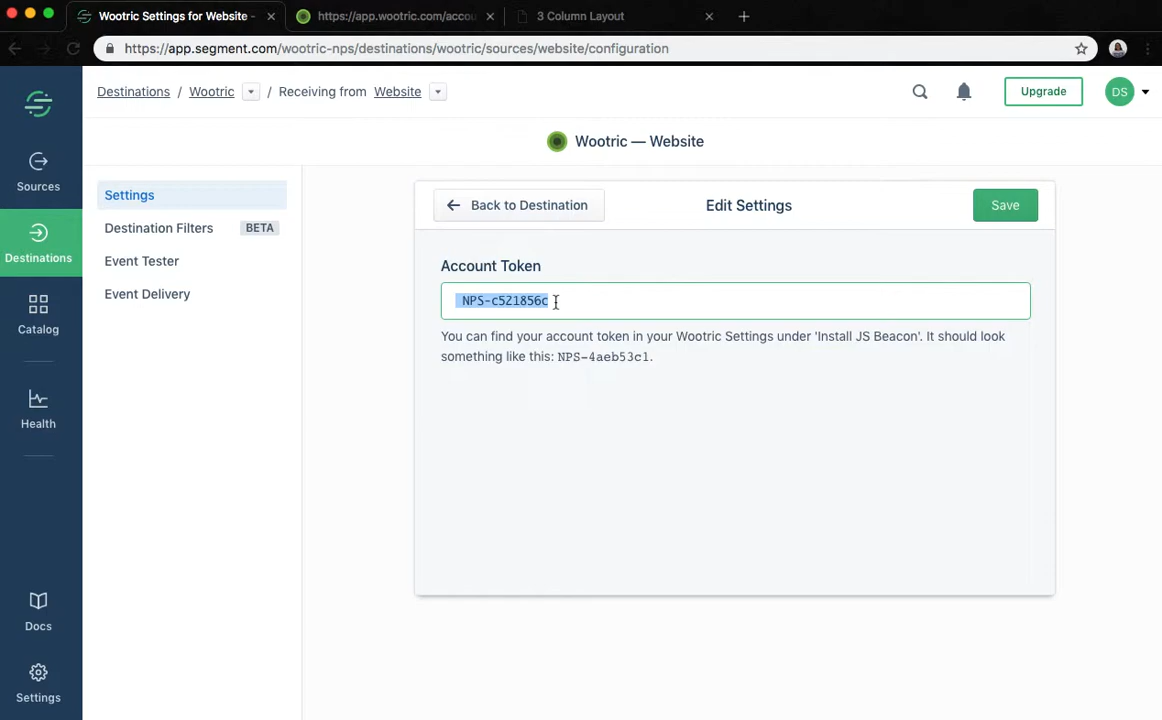 Wootric Settings for Website -
https://app.wootric.com/accou
3 Column Layout
https://app.segment.com/wootric-nps/destinations/wootric/sources/website/configuration
Destinations / Wootric / Receiving from Website
Upgrade
DS
Wootric — Website
Sources
Destinations
Catalog
Health
Docs
Settings
Settings
Destination Filters BETA
Event Tester
Event Delivery
Back to Destination
Edit Settings
Save
Account Token
NPS-c521856c
You can find your account token in your Wootric Settings under 'Install JS Beacon'. It should look
something like this: NPS-4aeb53c1.